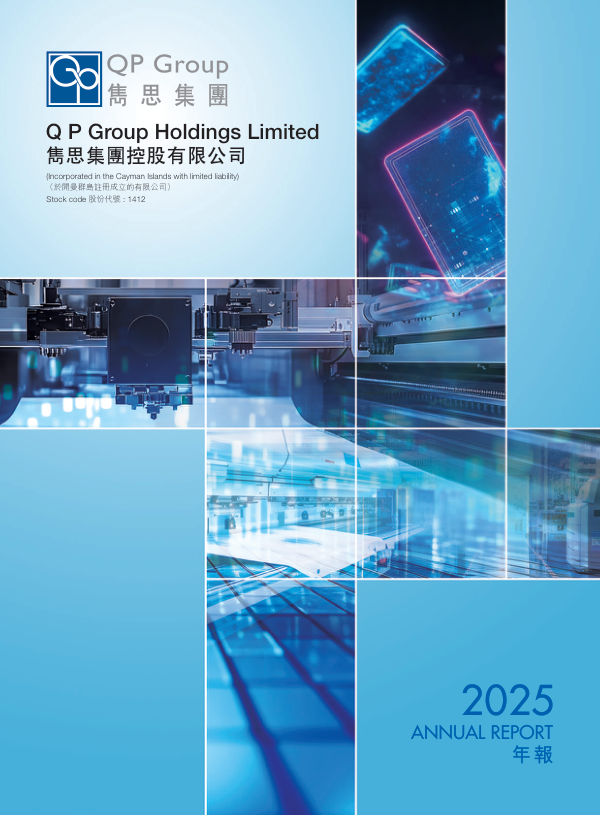 QP Group
雋思集團
Q P Group Holdings Limited
雋思集團控股有限公司
(Incorporated in the Cayman Islands with limited liability)
（於開曼群島註冊成立的有限公司）
Stock code 股份代號 : 1412
2025
ANNUAL REPORT
年報